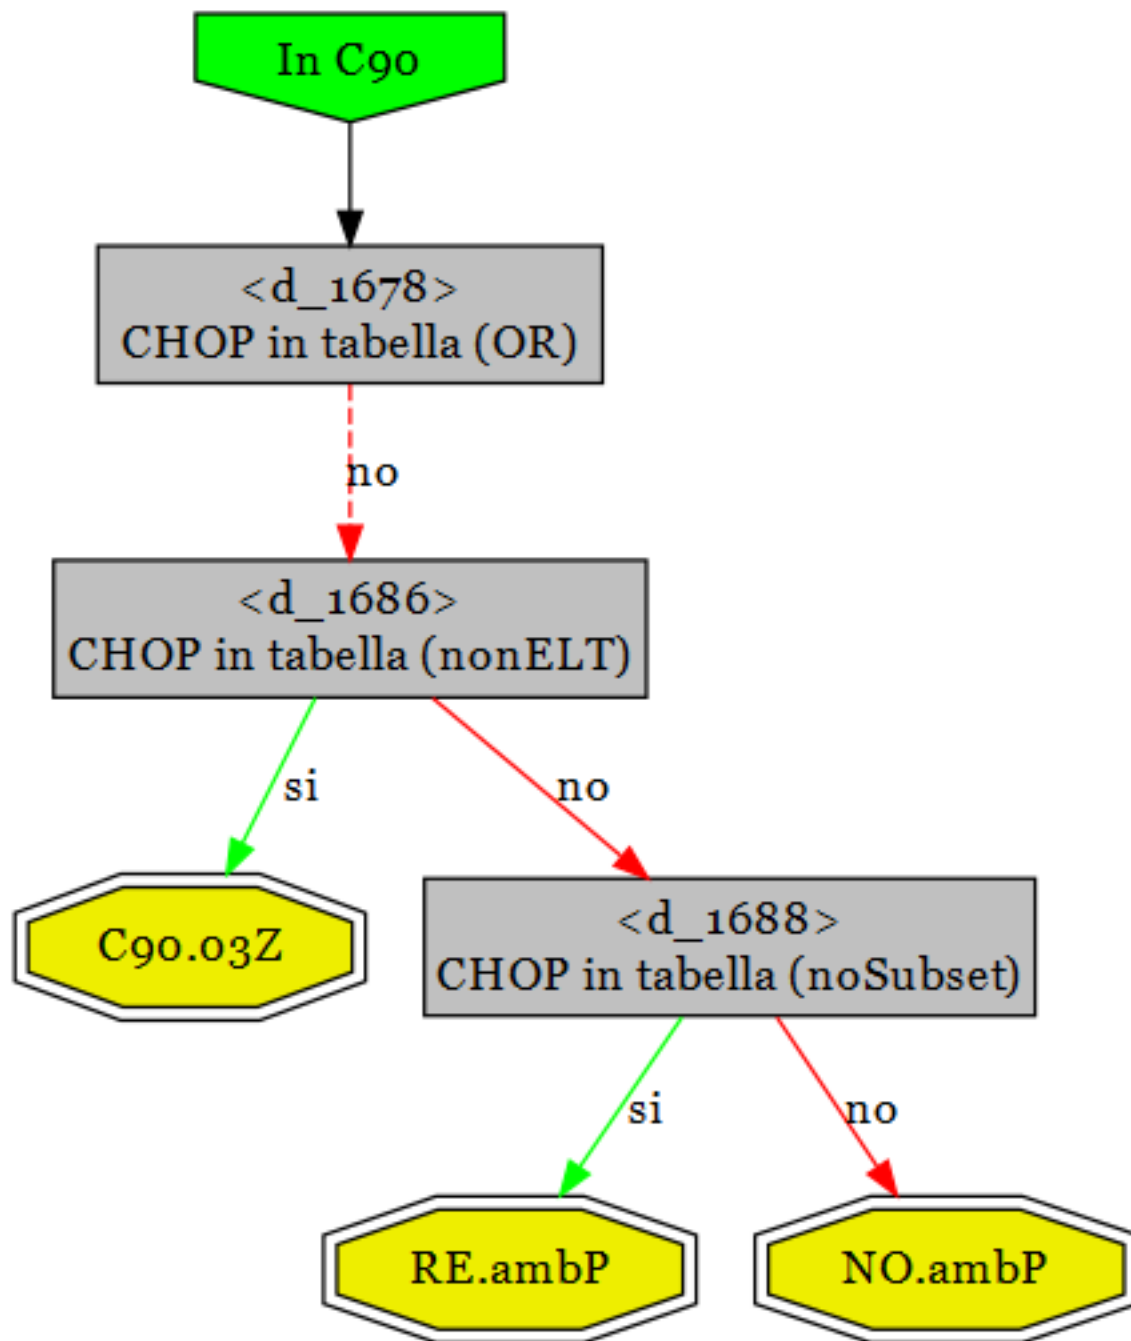 In C90
<d_1678>
CHOP in tabella (OR)
no
<d_1686>
CHOP in tabella (nonELT)
si
no
C90.03Z
<d_1688>
CHOP in tabella (noSubset)
si
no
RE.ambP
NO.ambP